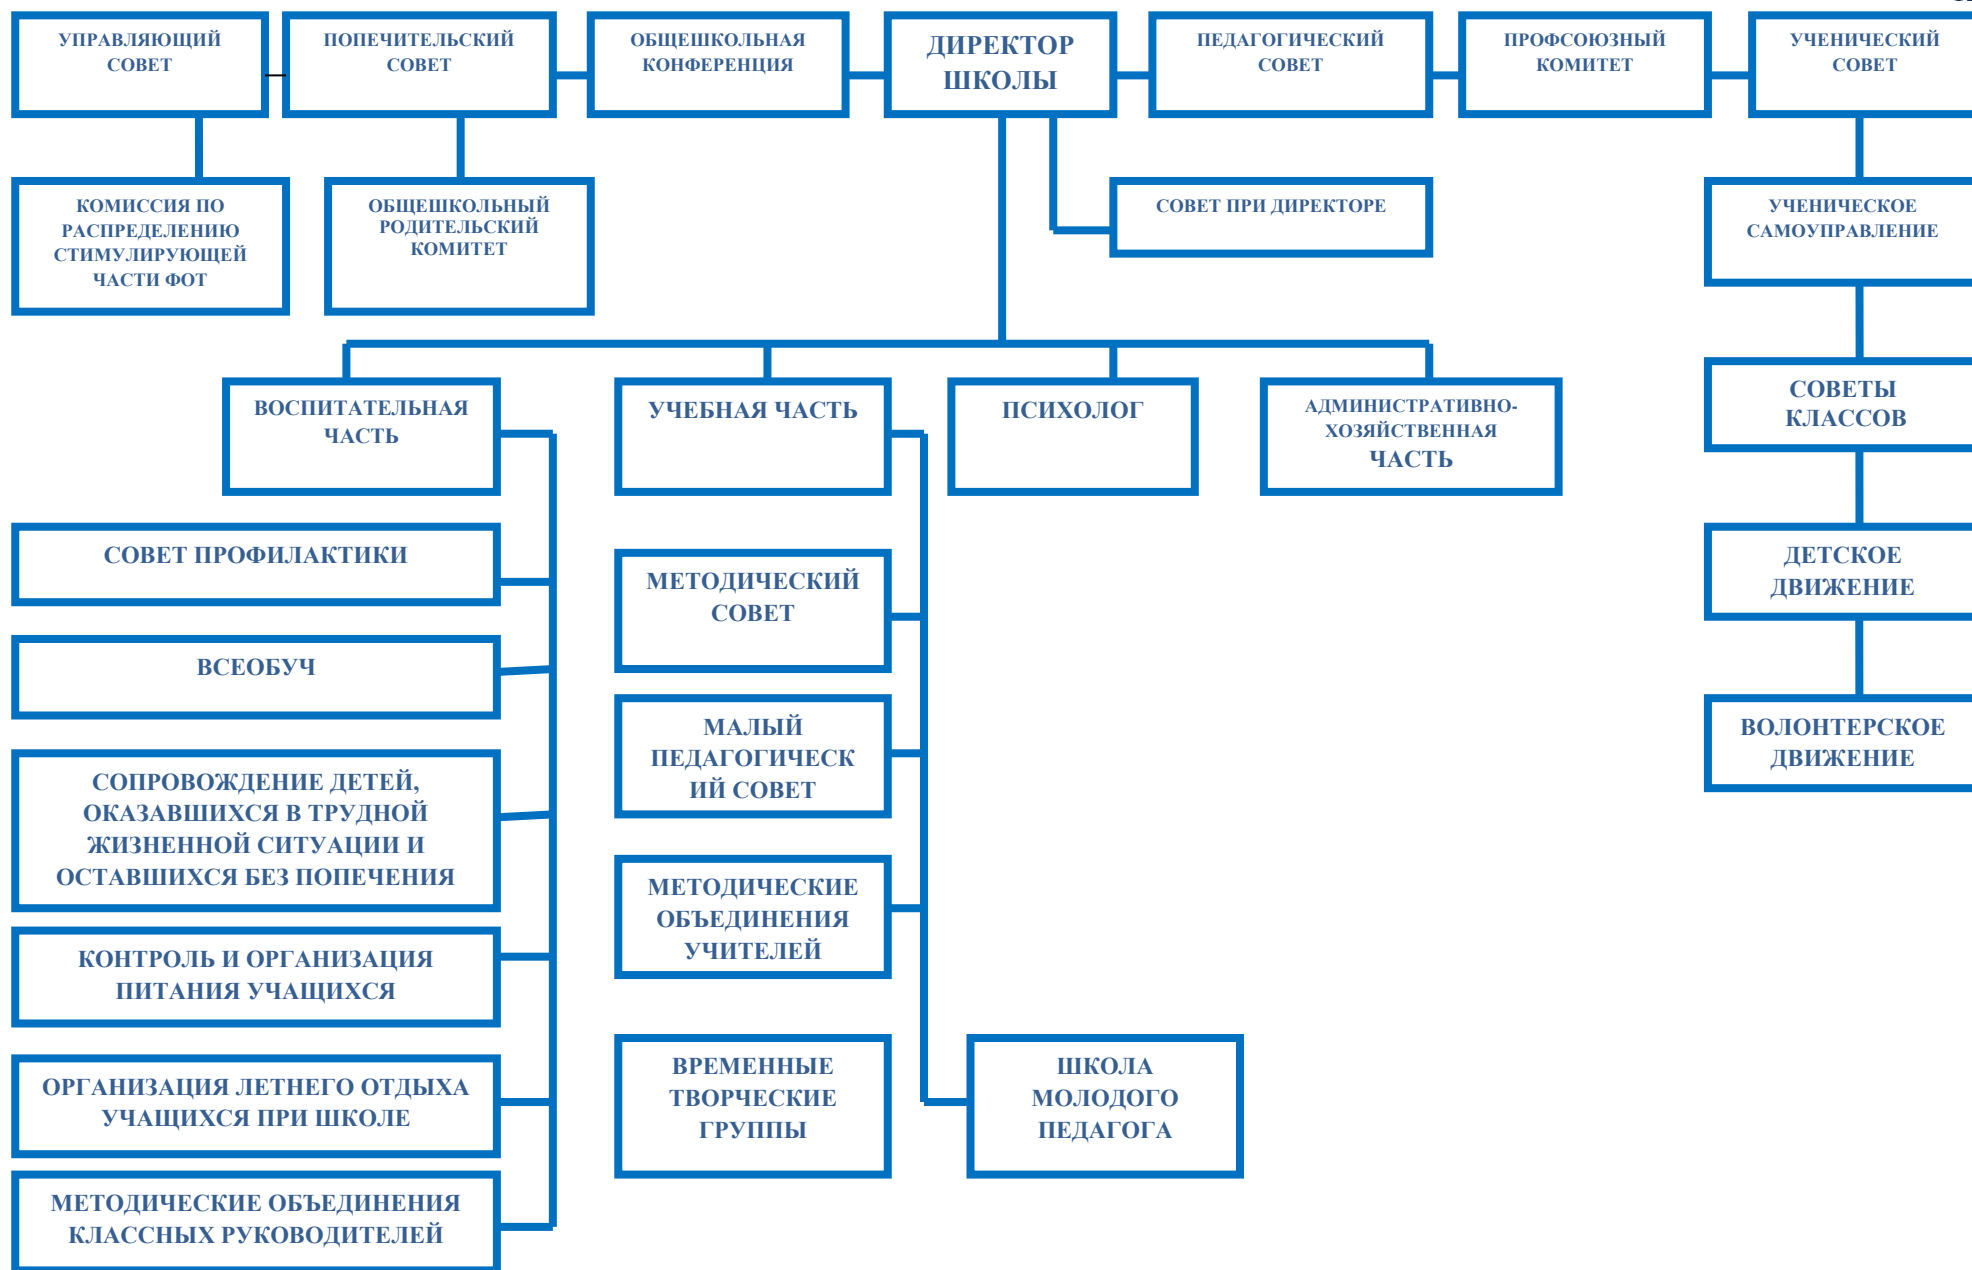 УПРАВЛЯЮЩИЙ
СОВЕТ
ПОПЕЧИТЕЛЬСКИЙ
СОВЕТ
ОБЩЕШКОЛЬНАЯ
КОНФЕРЕНЦИЯ
ДИРЕКТОР
ШКОЛЫ
ПЕДАГОГИЧЕСКИЙ
СОВЕТ
ПРОФСОЮЗНЫЙ
КОМИТЕТ
УЧЕНИЧЕСКИЙ
СОВЕТ
КОМИССИЯ ПО
РАСПРЕДЕЛЕНИЮ
СТИМУЛИРУЮЩЕЙ
ЧАСТИ ФОТ
ОБЩЕШКОЛЬНЫЙ
РОДИТЕЛЬСКИЙ
КОМИТЕТ
СОВЕТ ПРИ ДИРЕКТОРЕ
УЧЕНИЧЕСКОЕ
САМОУПРАВЛЕНИЕ
ВОСПИТАТЕЛЬНАЯ
ЧАСТЬ
УЧЕБНАЯ ЧАСТЬ
ПСИХОЛОГ
АДМИНИСТРАТИВНО-
ХОЗЯЙСТВЕННАЯ
ЧАСТЬ
СОВЕТЫ
КЛАССОВ
СОВЕТ ПРОФИЛАКТИКИ
ВСЕОБУЧ
СОПРОВОЖДЕНИЕ ДЕТЕЙ,
ОКАЗАВШИХСЯ В ТРУДНОЙ
ЖИЗНЕННОЙ СИТУАЦИИ И
ОСТАВШИХСЯ БЕЗ ПОПЕЧЕНИЯ
КОНТРОЛЬ И ОРГАНИЗАЦИЯ
ПИТАНИЯ УЧАЩИХСЯ
ОРГАНИЗАЦИЯ ЛЕТНЕГО ОТДЫХА
УЧАЩИХСЯ ПРИ ШКОЛЕ
МЕТОДИЧЕСКИЕ ОБЪЕДИНЕНИЯ
КЛАССНЫХ РУКОВОДИТЕЛЕЙ
МЕТОДИЧЕСКИЙ
СОВЕТ
МАЛЫЙ
ПЕДАГОГИЧЕСК
ИЙ СОВЕТ
МЕТОДИЧЕСКИЕ
ОБЪЕДИНЕНИЯ
УЧИТЕЛЕЙ
ВРЕМЕННЫЕ
ТВОРЧЕСКИЕ
ГРУППЫ
ШКОЛА
МОЛОДОГО
ПЕДАГОГА
ДЕТСКОЕ
ДВИЖЕНИЕ
ВОЛОНТЕРСКОЕ
ДВИЖЕНИЕ